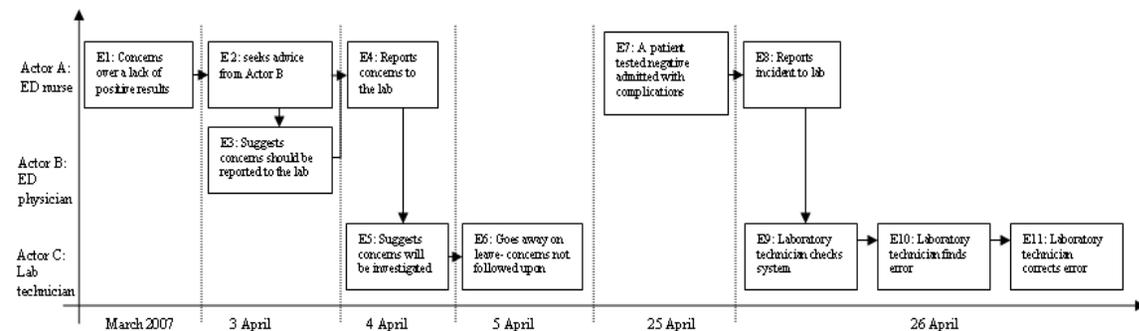 Actor A:
ED nurse
E1: Concerns
over a lack of
positive results
E2: seeks advice
from Actor B
E4: Reports
concerns to
the lab
E7: A patient
tested negative
admitted with
complications
E8: Reports
incident to lab
Actor B:
ED
physician
E3: Suggests
concerns should be
reported to the lab
Actor C:
Lab
technician
E5: Suggests
concerns will
be investigated
E6: Goes away on
leave- concerns not
followed upon
E9: Laboratory
technician checks
system
E10: Laboratory
technician finds
error
E11: Laboratory
technician
corrects error
March 2007
3 April
4 April
5 April
25 April
26 April